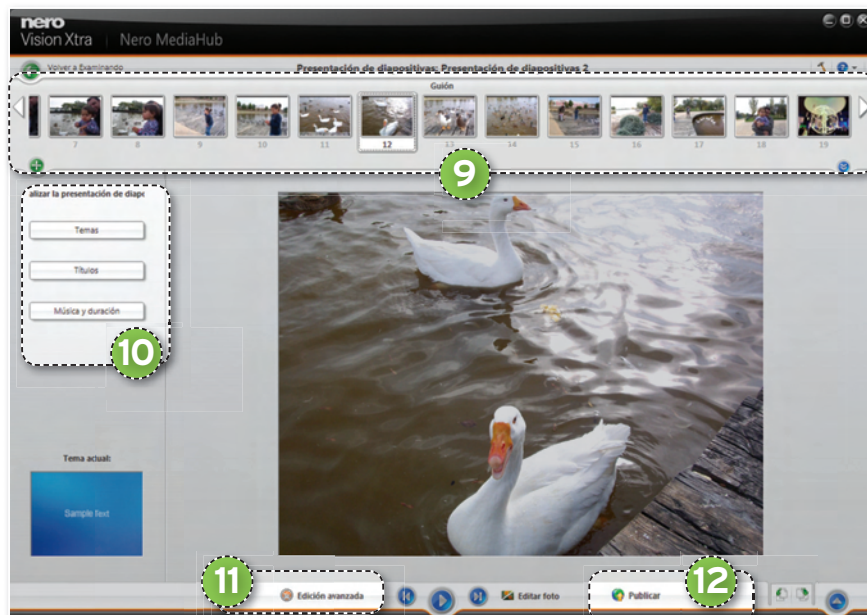 nero
Vision Xtra | Nero MediaHub
Volver a Examinando
Presentación de diapositivas: Presentación de diapositivas 2
Guión
7 8 9 10 11 12 13 14 15 16 17 18 19
9
alizar la presentación de diapo
Temas
Títulos
Música y duración
10
Tema actual:
Sample Text
11
12
Edición avanzada
Editar foto
Publicar